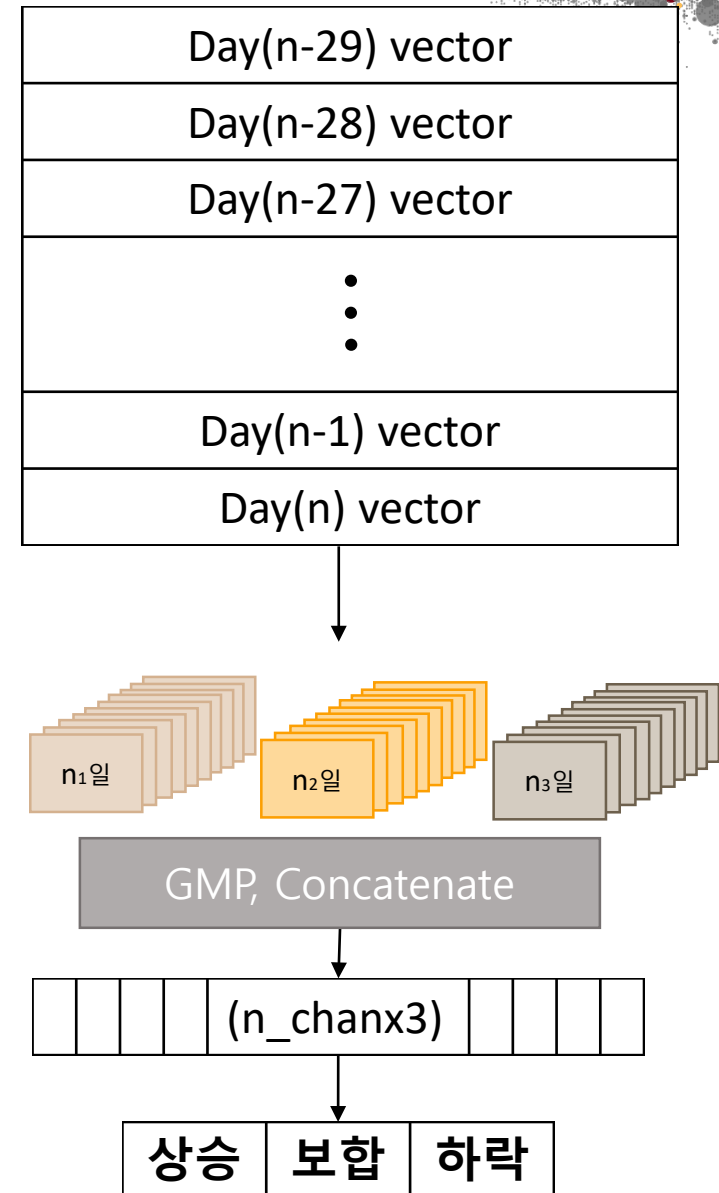 Day(n-29) vector
Day(n-28) vector
Day(n-27) vector
Day(n-1) vector
Day(n) vector
n₁일 n₂일 n₃일
GMP, Concatenate
(n_chanx3)
상승 보합 하락